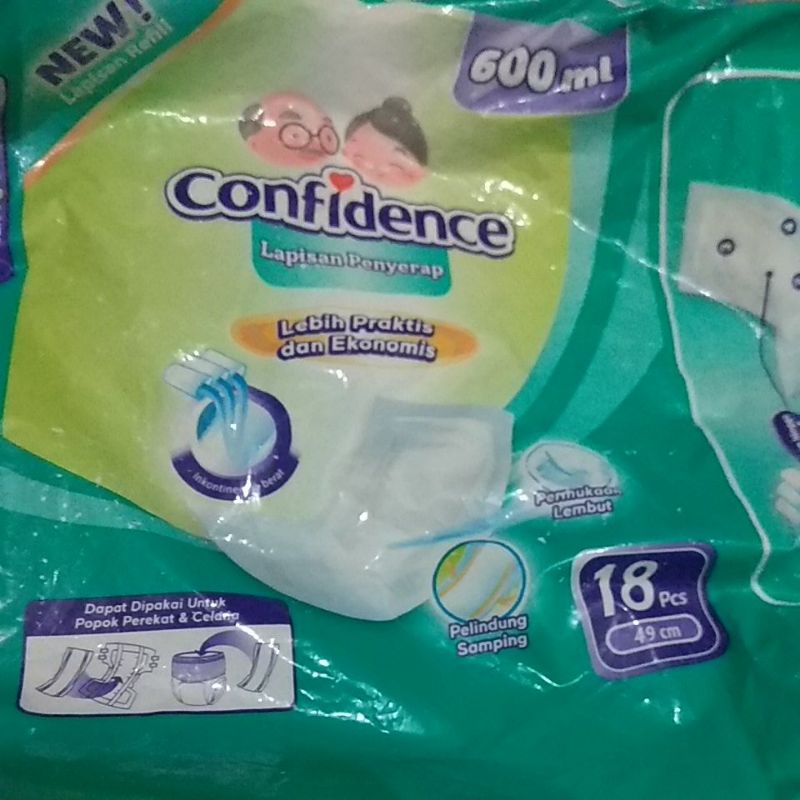 NEW!
Lapisan Refill
600 ml
Confidence
Lapisan Penyerap
Lebih Praktis
dan Ekonomis
Inkontinensia berat
Permukaan
Lembut
Pelindung
Samping
18 Pcs
49 cm
Dapat Dipakai Untuk
Popok Perekat & Celana